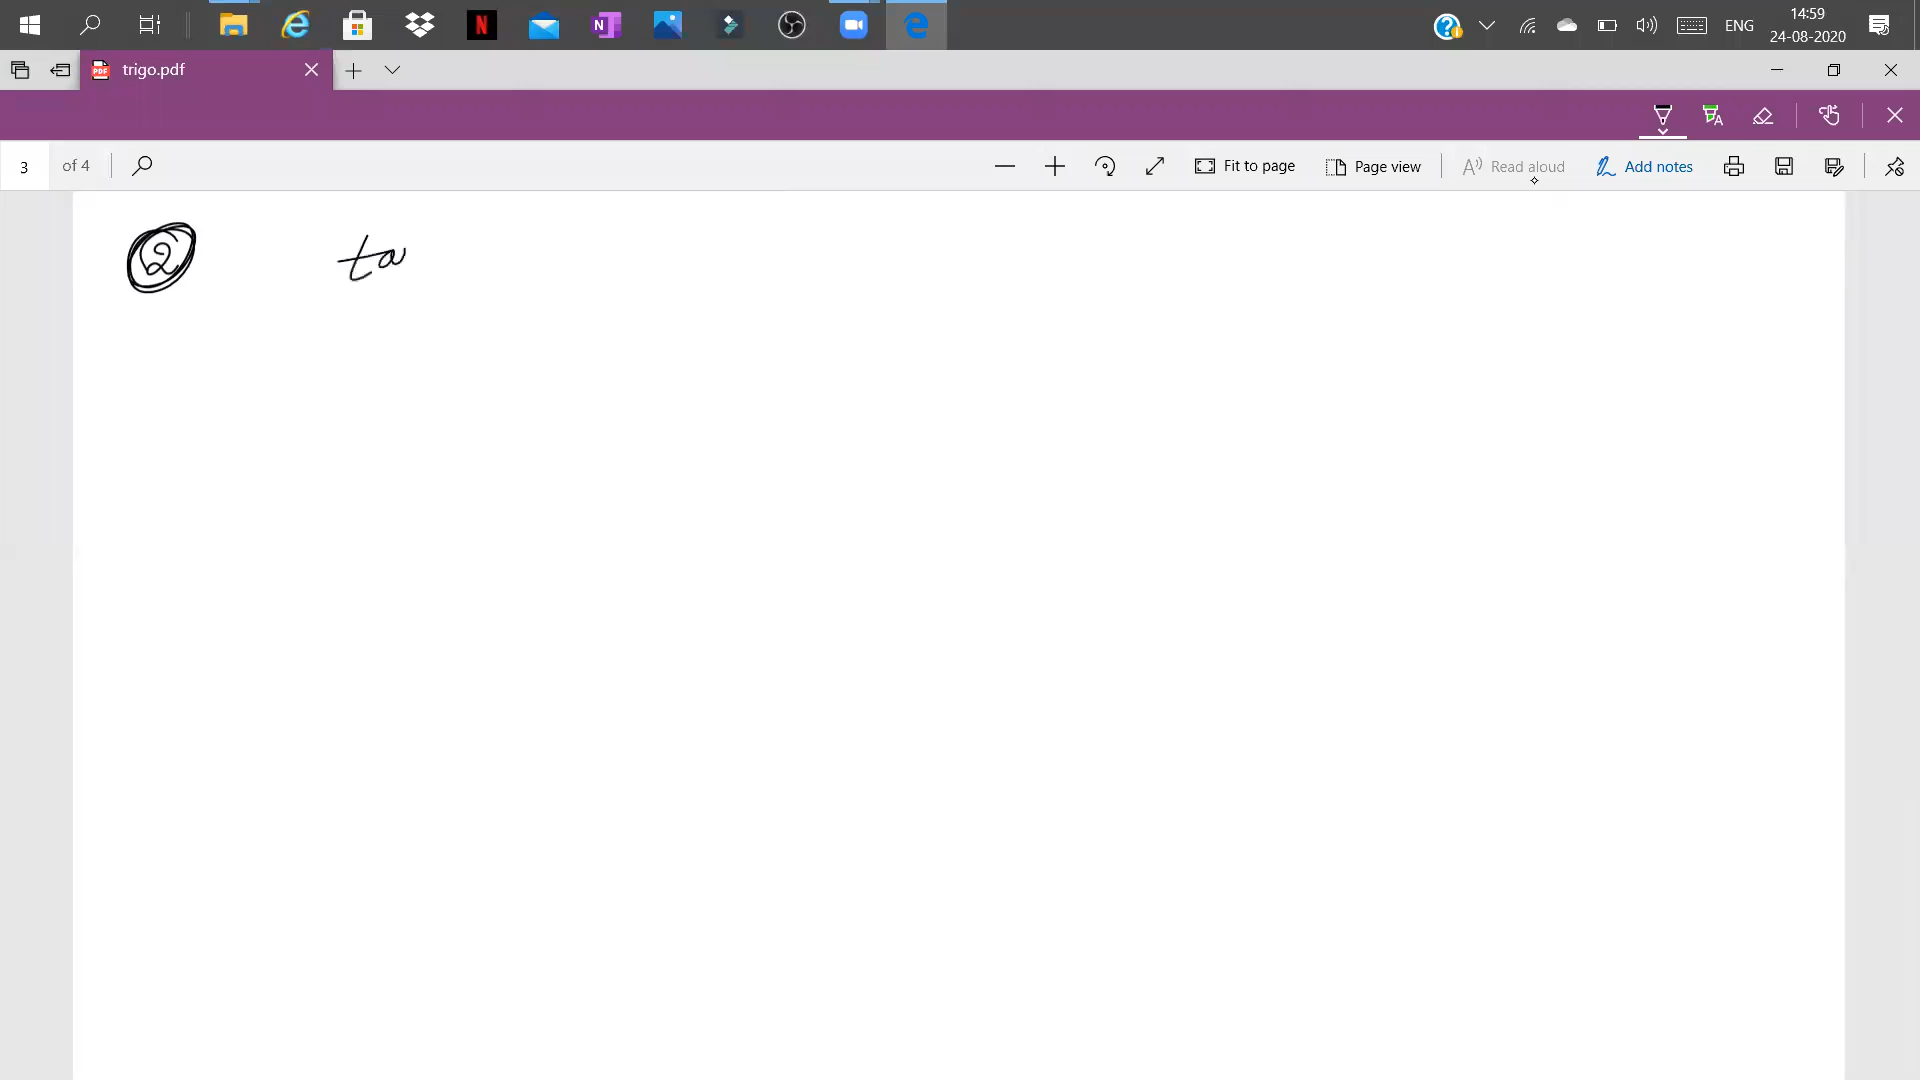 ENG
14:59
24-08-2020
trigo.pdf
3 of 4
Fit to page
Page view
Read aloud
Add notes
② ta